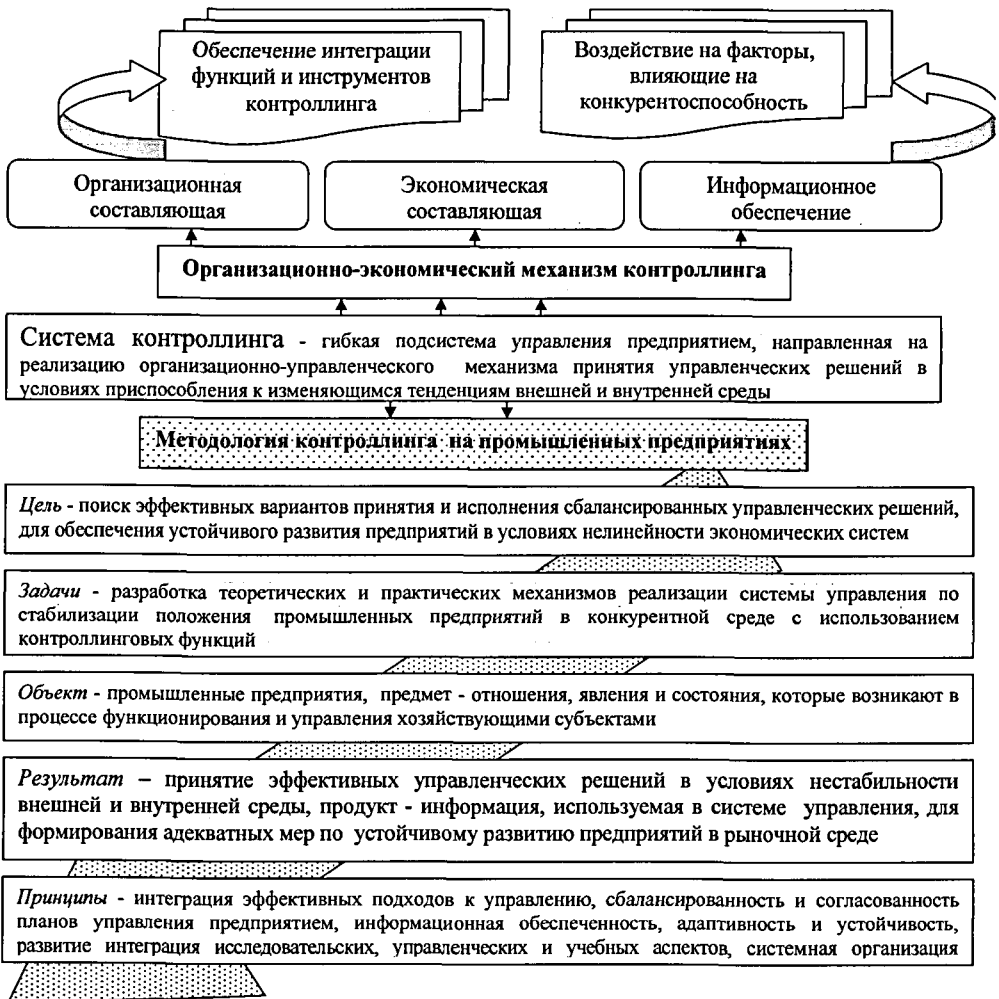 Обеспечение интеграции
функций и инструментов
контроллинга
Воздействие на факторы,
влияющие на
конкурентоспособность
Организационная
составляющая
Экономическая
составляющая
Информационное
обеспечение
Организационно-экономический механизм контроллинга
Система контроллинга - гибкая подсистема управления предприятием, направленная на
реализацию организационно-управленческого механизма принятия управленческих решений в
условиях приспособления к изменяющимся тенденциям внешней и внутренней среды
Методология контроллинга на промышленных предприятиях
Цель - поиск эффективных вариантов принятия и исполнения сбалансированных управленческих решений,
для обеспечения устойчивого развития предприятий в условиях нелинейности экономических систем
Задачи - разработка теоретических и практических механизмов реализации системы управления по
стабилизации положения промышленных предприятий в конкурентной среде с использованием
контроллинговых функций
Объект - промышленные предприятия, предмет - отношения, явления и состояния, которые возникают в
процессе функционирования и управления хозяйствующими субъектами
Результат – принятие эффективных управленческих решений в условиях нестабильности
внешней и внутренней среды, продукт - информация, используемая в системе управления, для
формирования адекватных мер по устойчивому развитию предприятий в рыночной среде
Принципы - интеграция эффективных подходов к управлению, сбалансированность и согласованность
планов управления предприятием, информационная обеспеченность, адаптивность и устойчивость,
развитие интеграция исследовательских, управленческих и учебных аспектов, системная организация